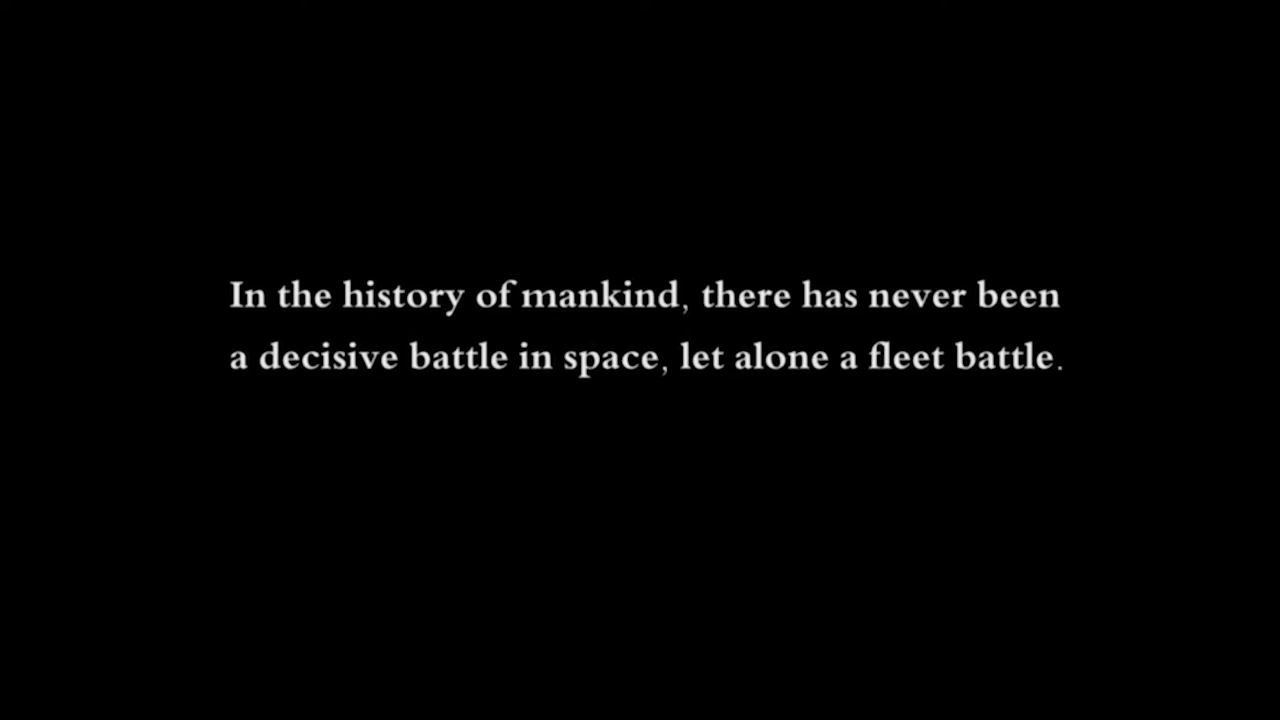 In the history of mankind, there has never been
a decisive battle in space, let alone a fleet battle.